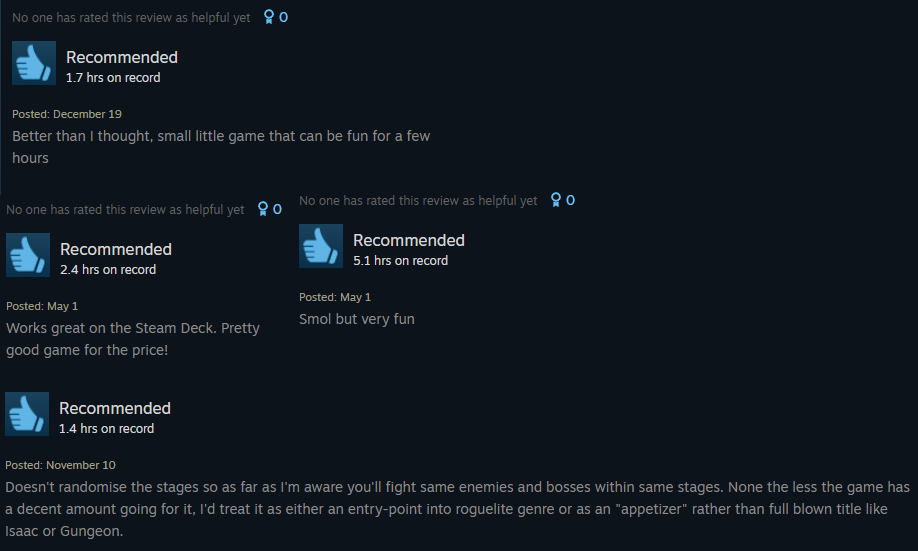 No one has rated this review as helpful yet 0
Recommended
1.7 hrs on record
Posted: December 19
Better than I thought, small little game that can be fun for a few
hours
No one has rated this review as helpful yet 0
Recommended
2.4 hrs on record
Posted: May 1
Works great on the Steam Deck. Pretty
good game for the price!
No one has rated this review as helpful yet 0
Recommended
5.1 hrs on record
Posted: May 1
Smol but very fun
Recommended
1.4 hrs on record
Posted: November 10
Doesn't randomise the stages so as far as I'm aware you'll fight same enemies and bosses within same stages. None the less the game has
a decent amount going for it, I'd treat it as either an entry-point into roguelite genre or as an "appetizer" rather than full blown title like
Isaac or Gungeon.